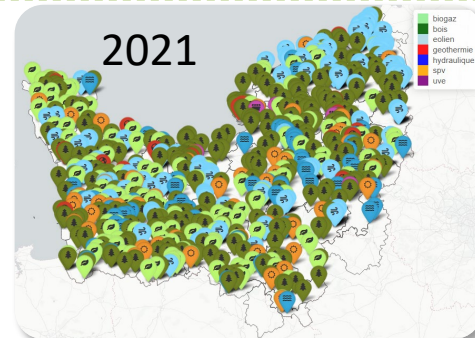 2021
biogaz
bois
eolien
geothermie
hydraulique
spv
uve